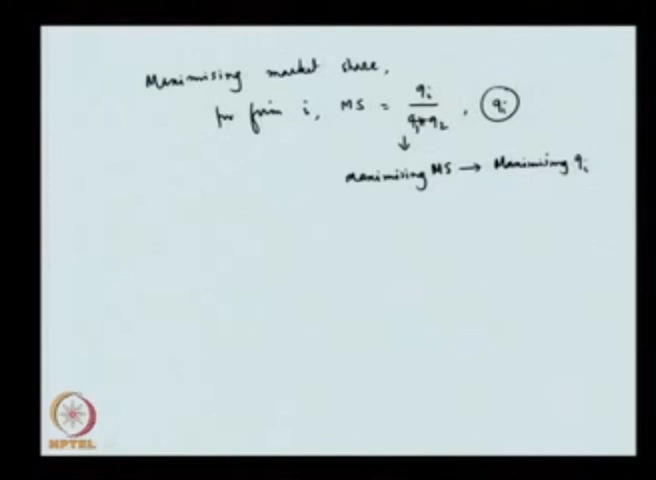 Maximising market share,
for firm i, MS = qi / q1+q2 , qi
↓
Maximising MS → Maximising qi
NPTEL